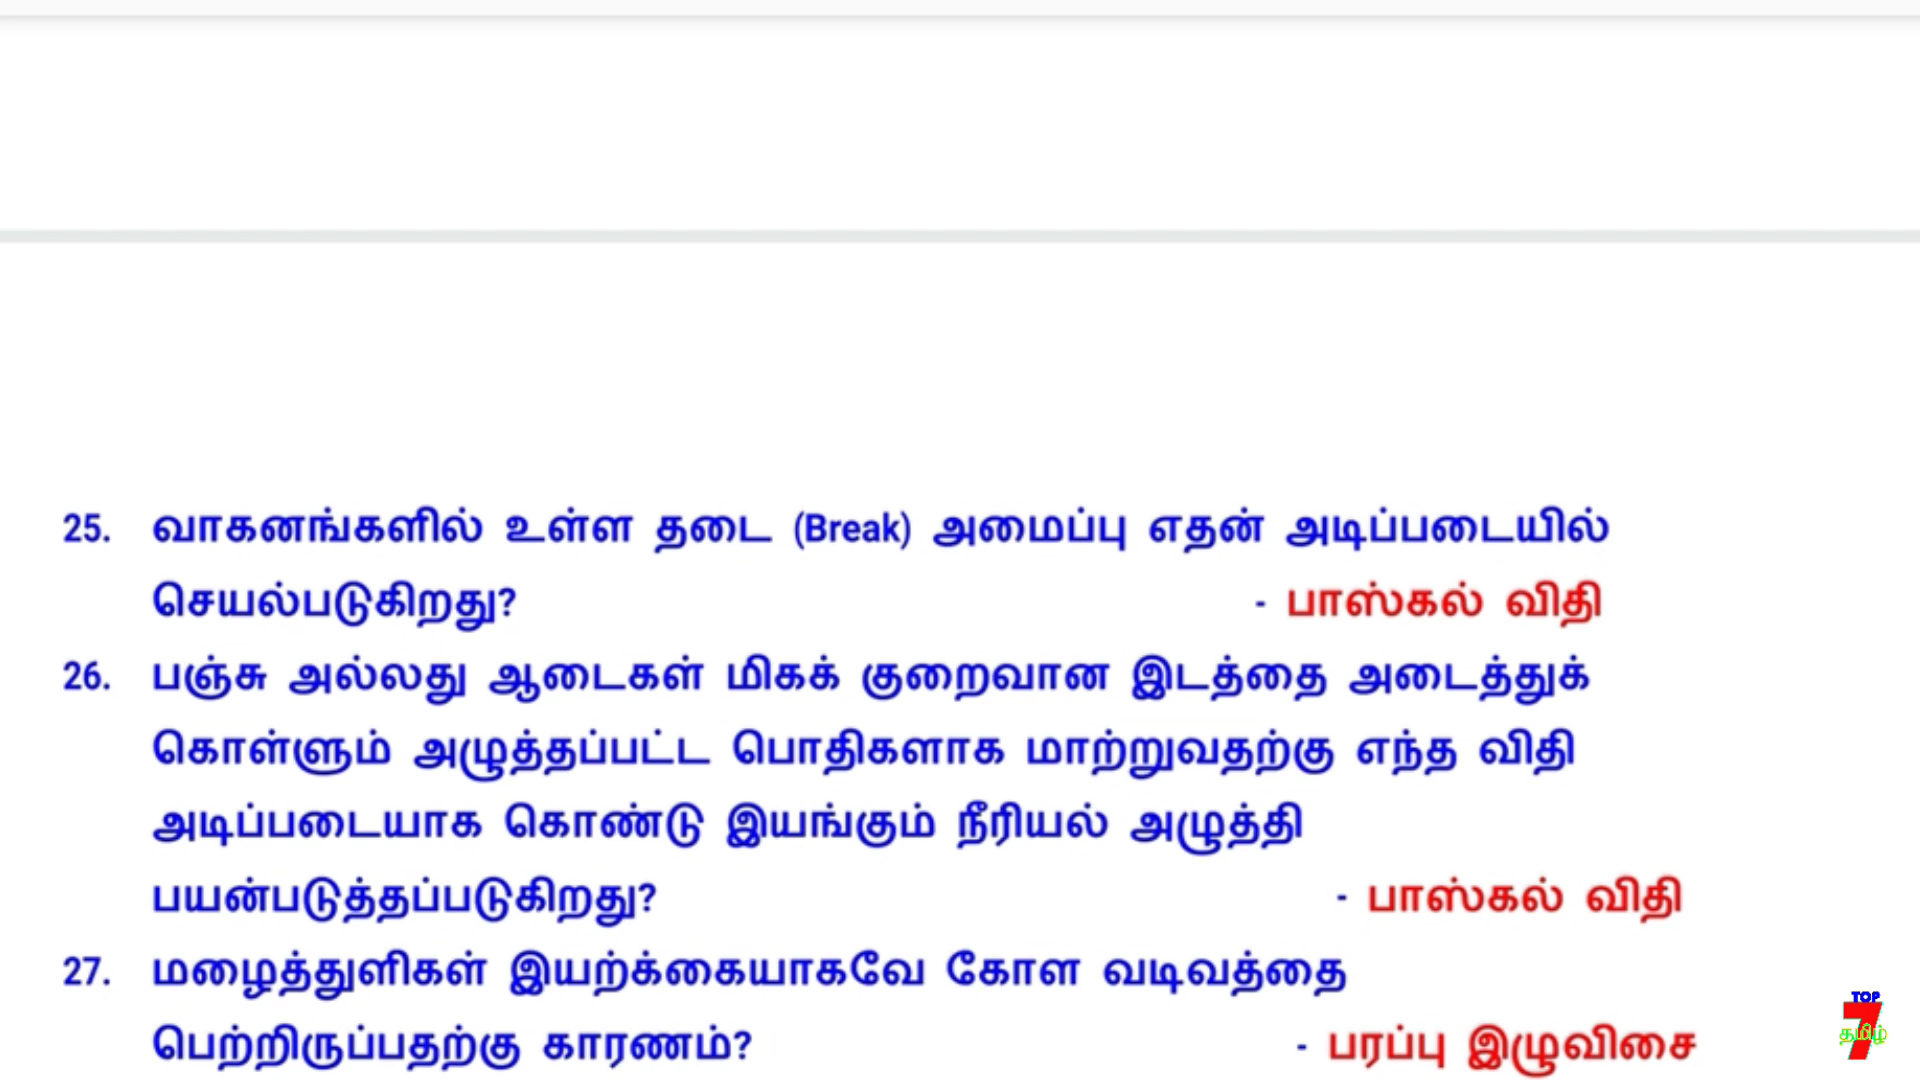 25. வாகனங்களில் உள்ள தடை (Break) அமைப்பு எதன் அடிப்படையில்
செயல்படுகிறது? - பாஸ்கல் விதி
26. பஞ்சு அல்லது ஆடைகள் மிகக் குறைவான இடத்தை அடைத்துக்
கொள்ளும் அழுத்தப்பட்ட பொதிகளாக மாற்றுவதற்கு எந்த விதி
அடிப்படையாக கொண்டு இயங்கும் நீரியல் அழுத்தி
பயன்படுத்தப்படுகிறது? - பாஸ்கல் விதி
27. மழைத்துளிகள் இயற்க்கையாகவே கோள வடிவத்தை
பெற்றிருப்பதற்கு காரணம்? - பரப்பு இழுவிசை
TOP
7
தமிழ்